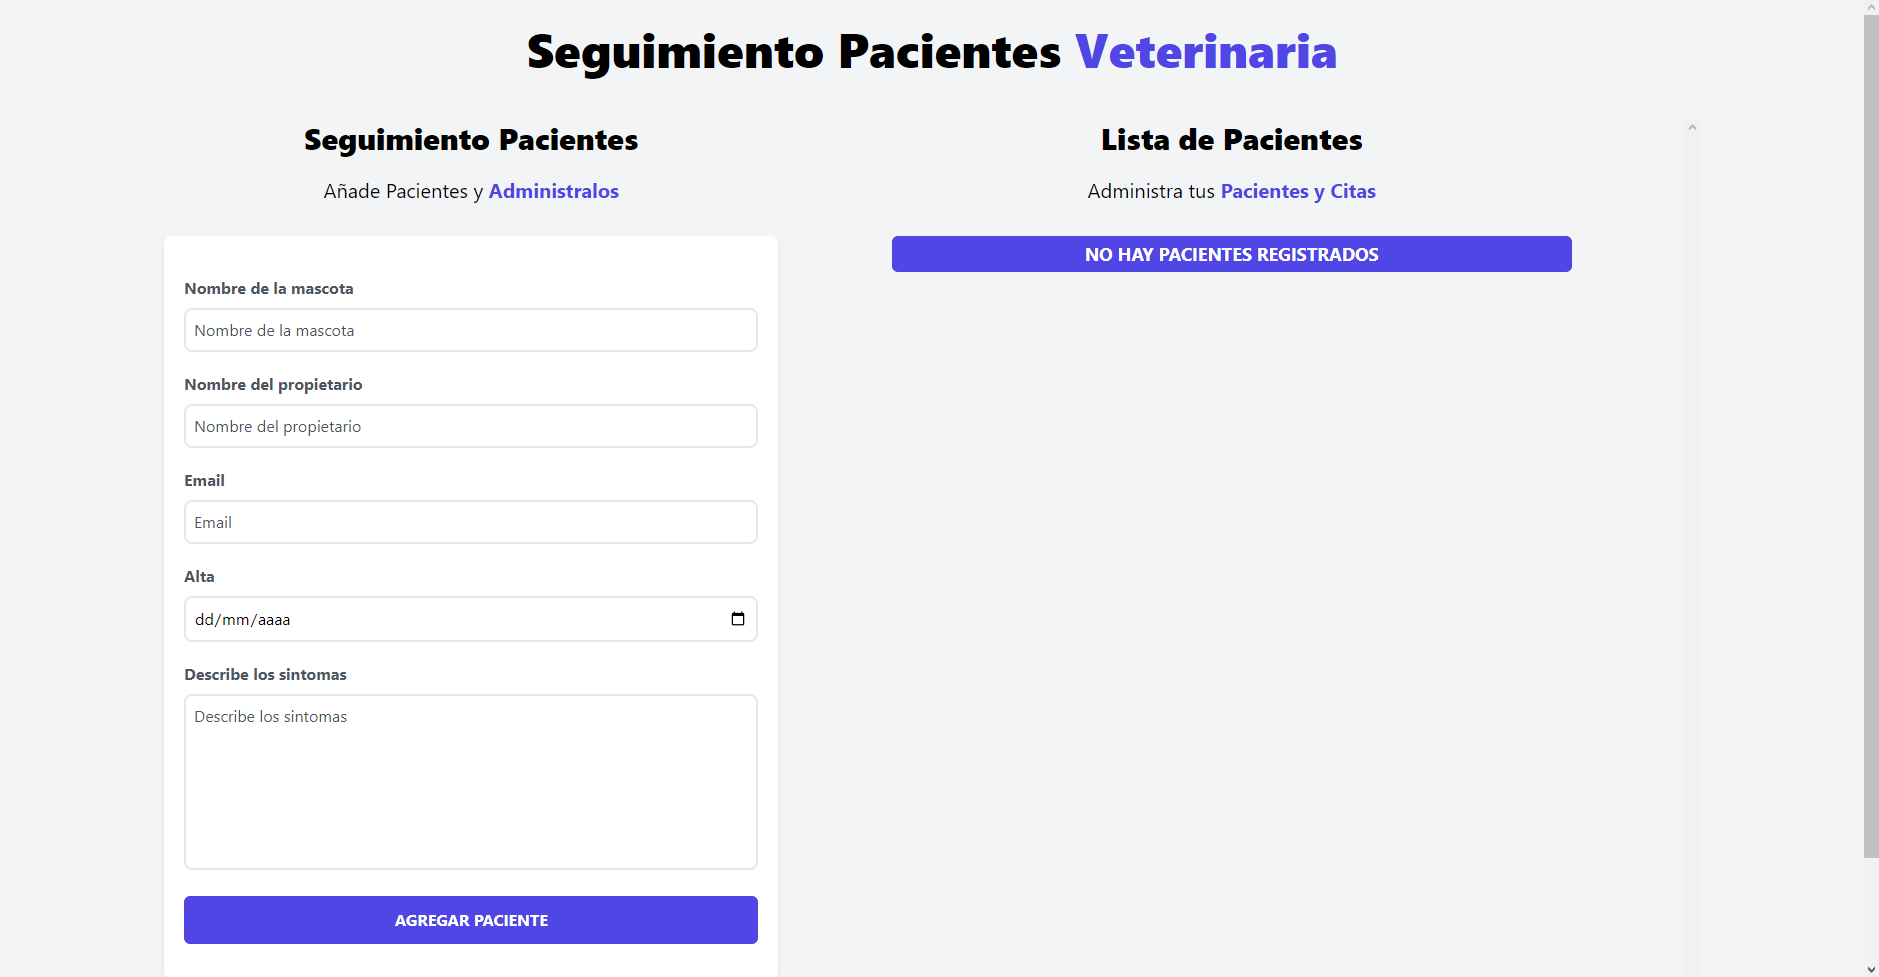 Seguimiento Pacientes Veterinaria
Seguimiento Pacientes
Añade Pacientes y Administralos
Nombre de la mascota
Nombre de la mascota
Nombre del propietario
Nombre del propietario
Email
Email
Alta
dd/mm/aaaa
Describe los sintomas
Describe los sintomas
AGREGAR PACIENTE
Lista de Pacientes
Administra tus Pacientes y Citas
NO HAY PACIENTES REGISTRADOS